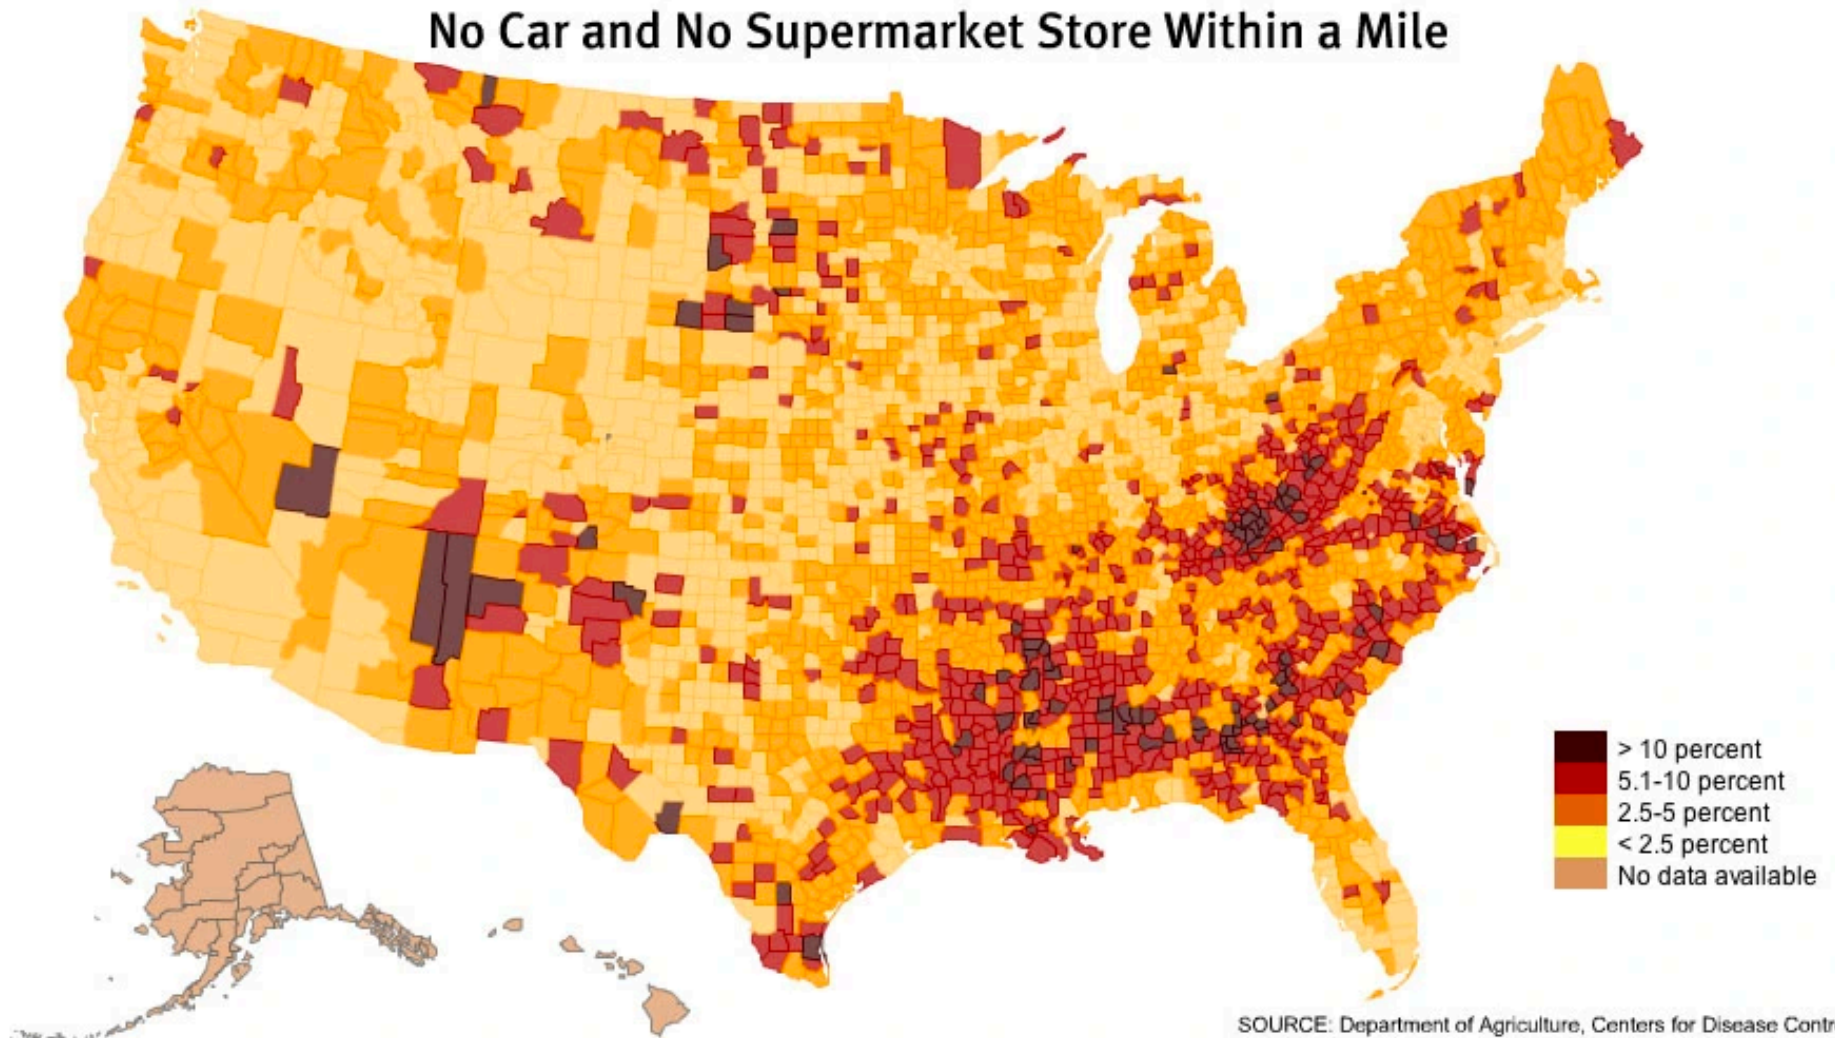 No Car and No Supermarket Store Within a Mile
> 10 percent
5.1-10 percent
2.5-5 percent
< 2.5 percent
No data available
SOURCE: Department of Agriculture, Centers for Disease Contr